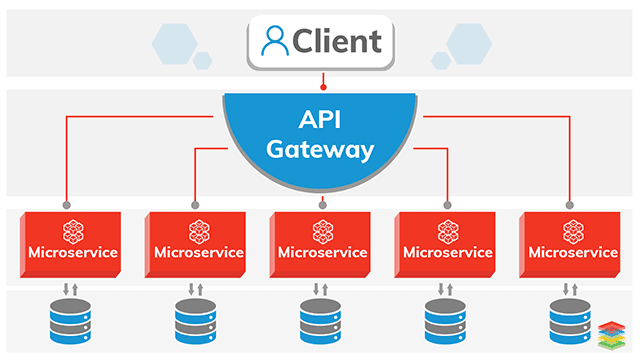 Client
API
Gateway
Microservice
Microservice
Microservice
Microservice
Microservice